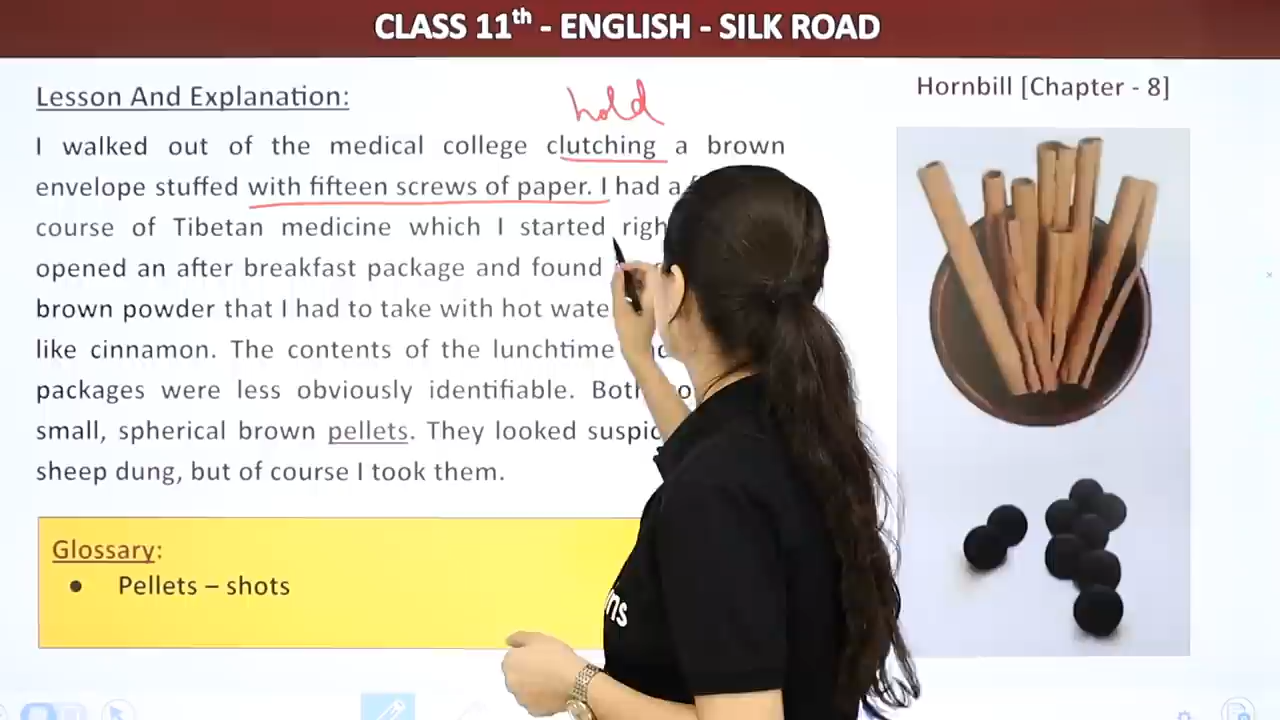 CLASS 11th - ENGLISH - SILK ROAD
Lesson And Explanation:
hold
Hornbill [Chapter - 8]
I walked out of the medical college clutching a brown
envelope stuffed with fifteen screws of paper. I had a
course of Tibetan medicine which I started
opened an after breakfast package and found
brown powder that I had to take with hot
like cinnamon. The contents of the lunchtime
packages were less obviously identifiable.
small, spherical brown pellets. They looked
sheep dung, but of course I took them.
Glossary:
• Pellets – shots